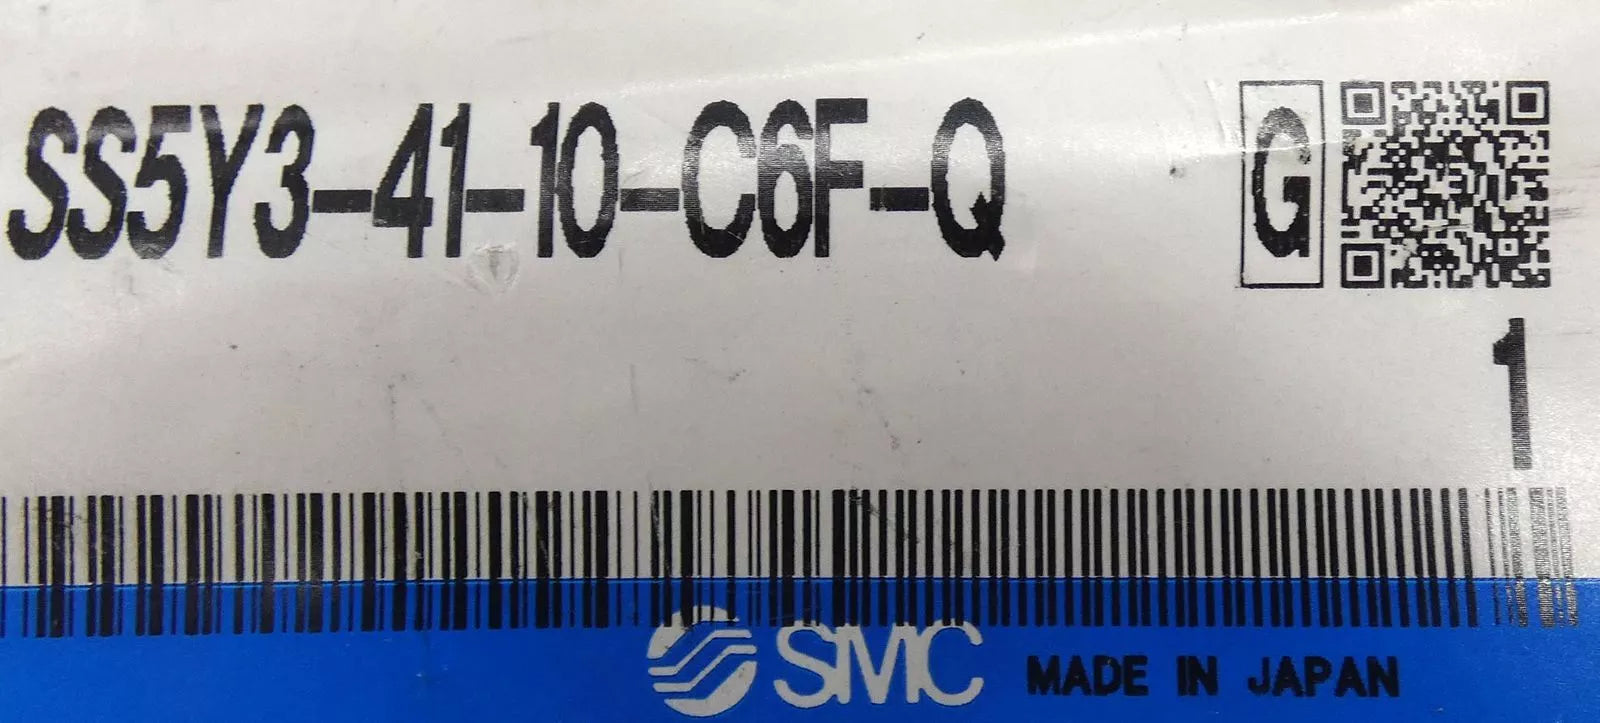 SS5Y3-41-10-C6F-Q G
1
SMC MADE IN JAPAN